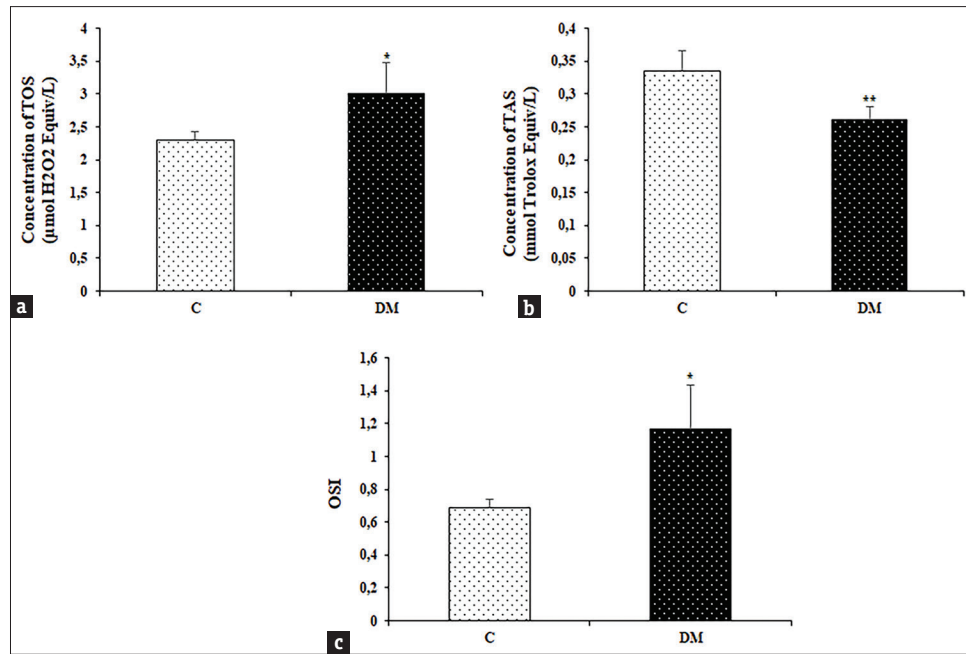 Concentration of TOS
(µmol H2O2 Equiv/L)
4
3,5
3
2,5
2
1,5
1
0,5
0
*
C
DM
a
Concentration of TAS
(mmol Trolox Equiv/L)
0,4
0,35
0,3
0,25
0,2
0,15
0,1
0,05
0
**
C
DM
b
OSI
1,6
1,4
1,2
1
0,8
0,6
0,4
0,2
0
*
C
DM
c